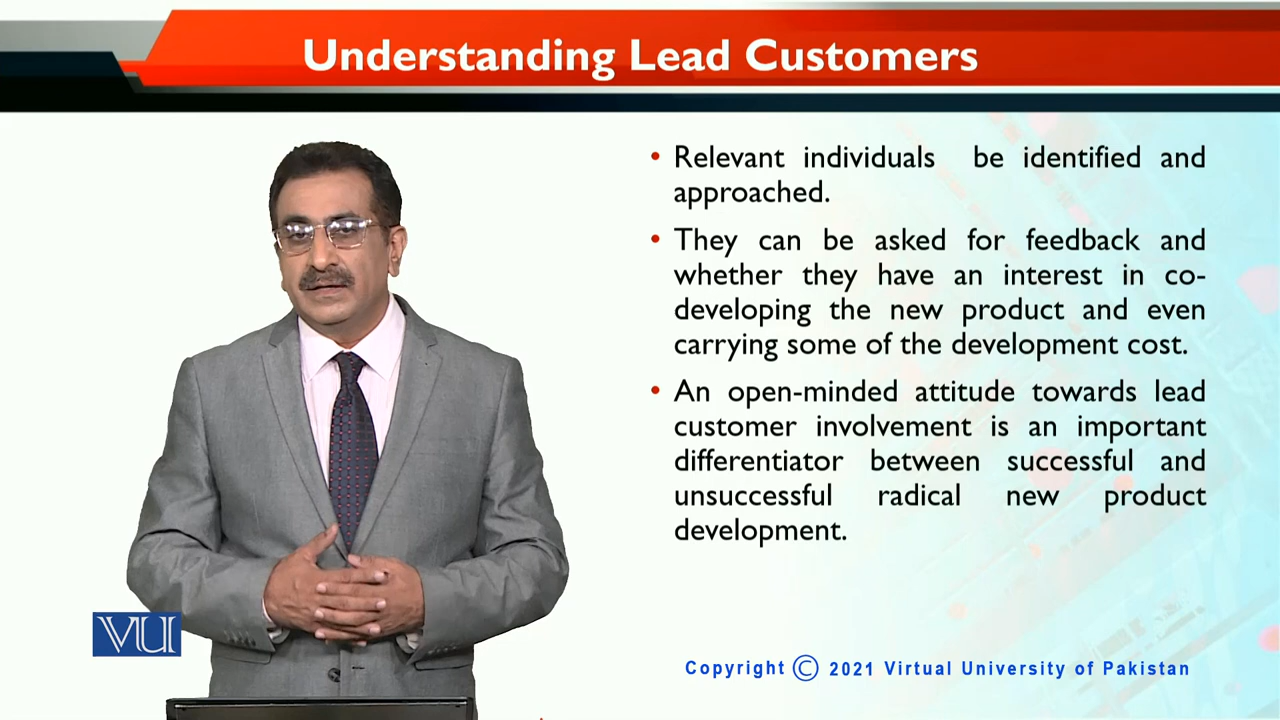 Understanding Lead Customers
• Relevant individuals be identified and
approached.
• They can be asked for feedback and
whether they have an interest in co-
developing the new product and even
carrying some of the development cost.
• An open-minded attitude towards lead
customer involvement is an important
differentiator between successful and
unsuccessful radical new product
development.
VU
Copyright © 2021 Virtual University of Pakistan